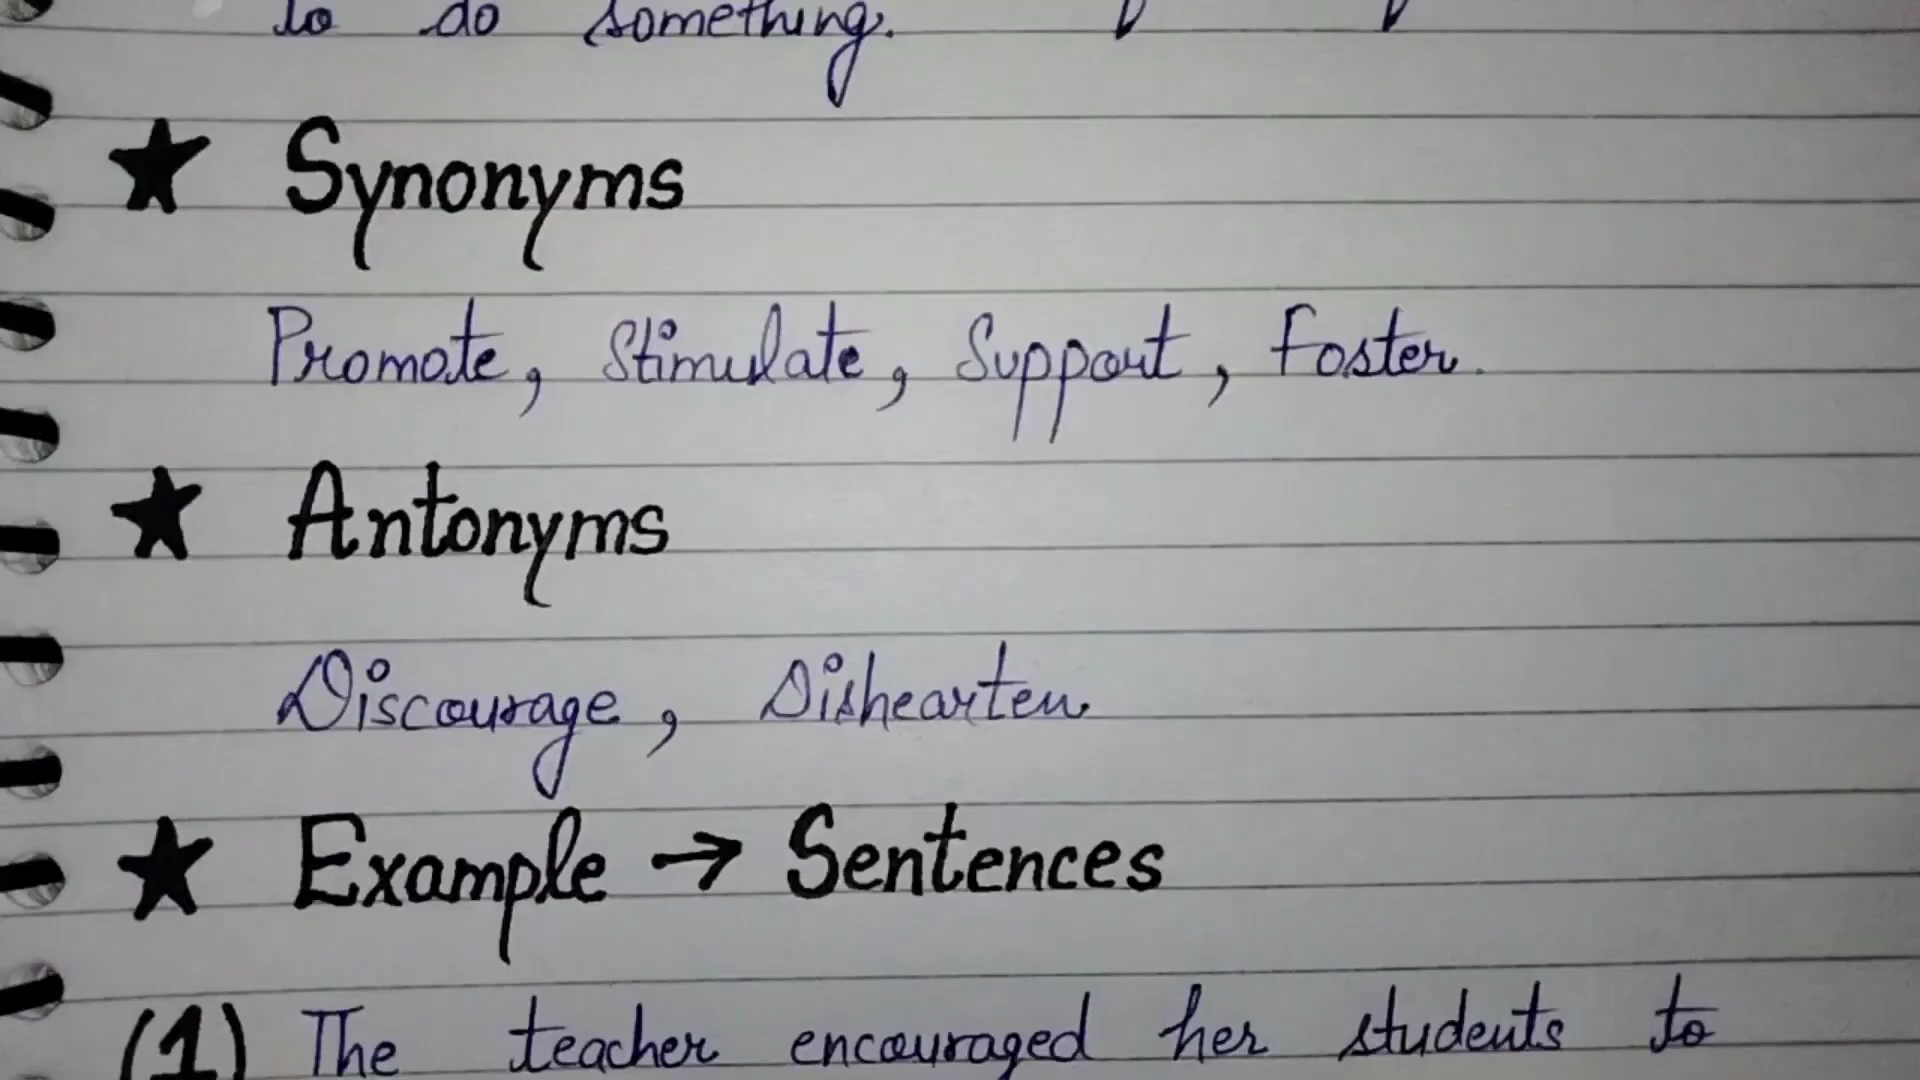 to do something.
★ Synonyms
Promote, Stimulate, Support, Foster.
★ Antonyms
Discourage, Dishearten
★ Example → Sentences
(1) The teacher encouraged her students to